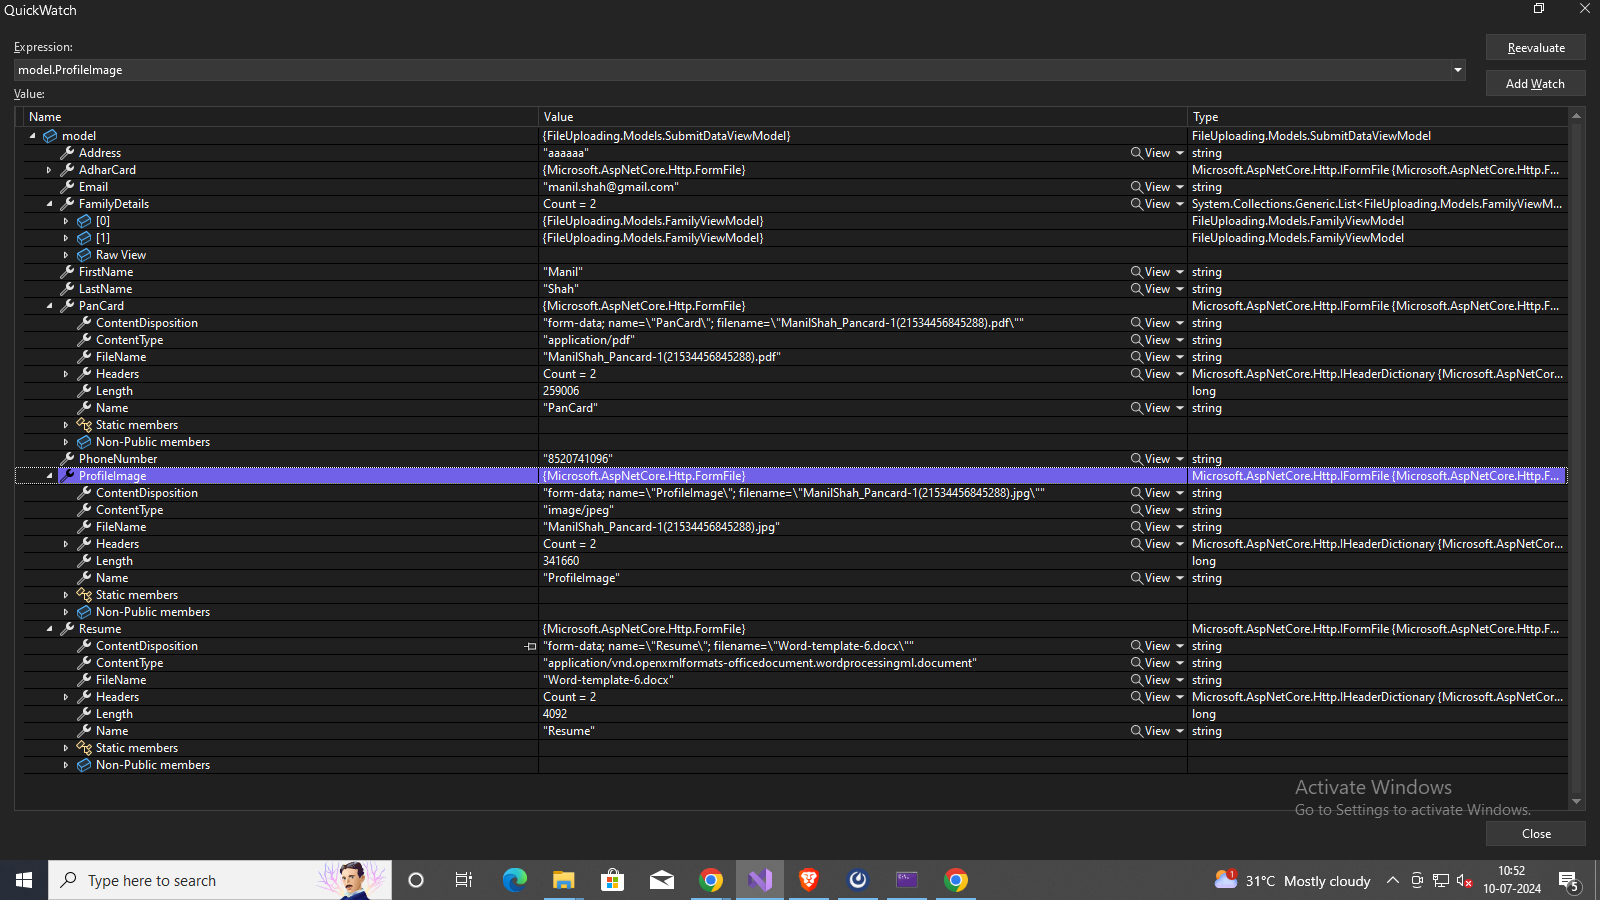 QuickWatch
Expression:
Reevaluate
model.ProfileImage
Add Watch
Value:
Name Value Type
model {FileUploading.Models.SubmitDataViewModel} FileUploading.Models.SubmitDataViewModel
Address "aaaaaa" View string
AdharCard {Microsoft.AspNetCore.Http.FormFile} Microsoft.AspNetCore.Http.IFormFile {Microsoft.AspNetCore.Http.F...
Email "manil.shah@gmail.com" View string
FamilyDetails Count = 2 View System.Collections.Generic.List<FileUploading.Models.FamilyViewM...
[0] {FileUploading.Models.FamilyViewModel} FileUploading.Models.FamilyViewModel
[1] {FileUploading.Models.FamilyViewModel} FileUploading.Models.FamilyViewModel
Raw View
FirstName "Manil" View string
LastName "Shah" View string
PanCard {Microsoft.AspNetCore.Http.FormFile} Microsoft.AspNetCore.Http.IFormFile {Microsoft.AspNetCore.Http.F...
ContentDisposition "form-data; name=\"PanCard\"; filename=\"ManilShah_Pancard-1(21534456845288).pdf\"" View string
ContentType "application/pdf" View string
FileName "ManilShah_Pancard-1(21534456845288).pdf" View string
Headers Count = 2 View Microsoft.AspNetCore.Http.IHeaderDictionary {Microsoft.AspNetCor...
Length 259006 long
Name "PanCard" View string
Static members
Non-Public members
PhoneNumber "8520741096" View string
ProfileImage {Microsoft.AspNetCore.Http.FormFile} Microsoft.AspNetCore.Http.IFormFile {Microsoft.AspNetCore.Http.F...
ContentDisposition "form-data; name=\"ProfileImage\"; filename=\"ManilShah_Pancard-1(21534456845288).jpg\"" View string
ContentType "image/jpeg" View string
FileName "ManilShah_Pancard-1(21534456845288).jpg" View string
Headers Count = 2 View Microsoft.AspNetCore.Http.IHeaderDictionary {Microsoft.AspNetCor...
Length 341660 long
Name "ProfileImage" View string
Static members
Non-Public members
Resume {Microsoft.AspNetCore.Http.FormFile} Microsoft.AspNetCore.Http.IFormFile {Microsoft.AspNetCore.Http.F...
ContentDisposition "form-data; name=\"Resume\"; filename=\"Word-template-6.docx\"" View string
ContentType "application/vnd.openxmlformats-officedocument.wordprocessingml.document" View string
FileName "Word-template-6.docx" View string
Headers Count = 2 View Microsoft.AspNetCore.Http.IHeaderDictionary {Microsoft.AspNetCor...
Length 4092 long
Name "Resume" View string
Static members
Non-Public members
Activate Windows
Go to Settings to activate Windows.
Close
Type here to search
1
31°C Mostly cloudy
10:52
10-07-2024
5